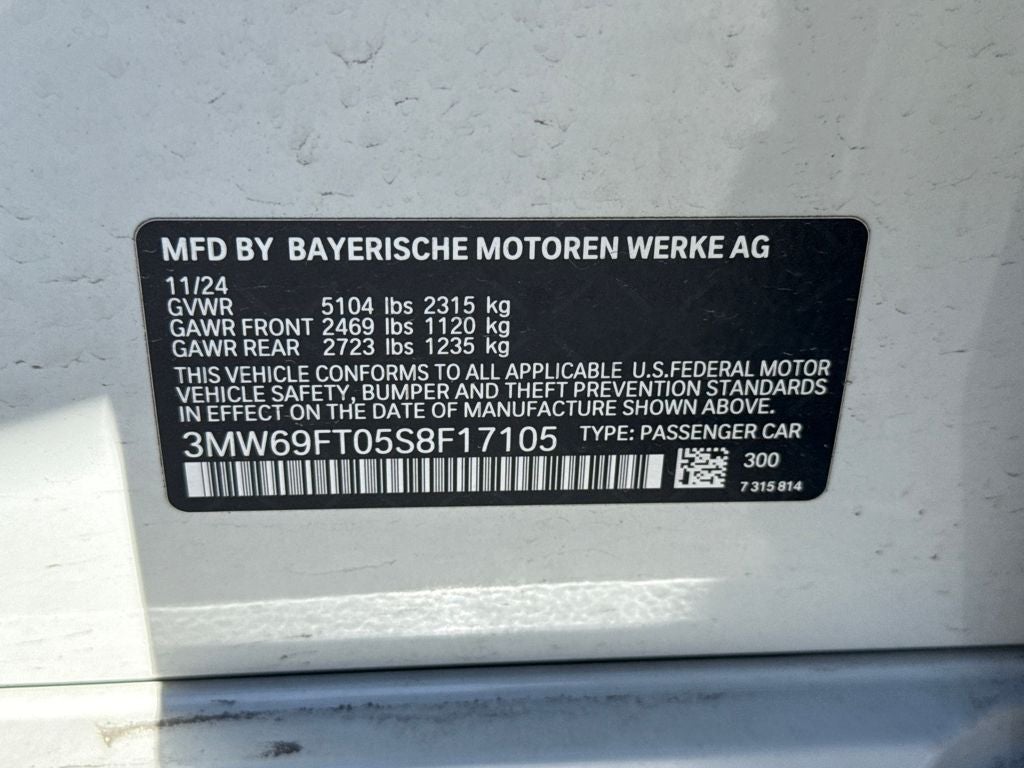 MFD BY BAYERISCHE MOTOREN WERKE AG
11/24
GVWR 5104 lbs 2315 kg
GAWR FRONT 2469 lbs 1120 kg
GAWR REAR 2723 lbs 1235 kg
THIS VEHICLE CONFORMS TO ALL APPLICABLE U.S.FEDERAL MOTOR
VEHICLE SAFETY, BUMPER AND THEFT PREVENTION STANDARDS
IN EFFECT ON THE DATE OF MANUFACTURE SHOWN ABOVE.
3MW69FT05S8F17105 TYPE: PASSENGER CAR
300
7 315 814